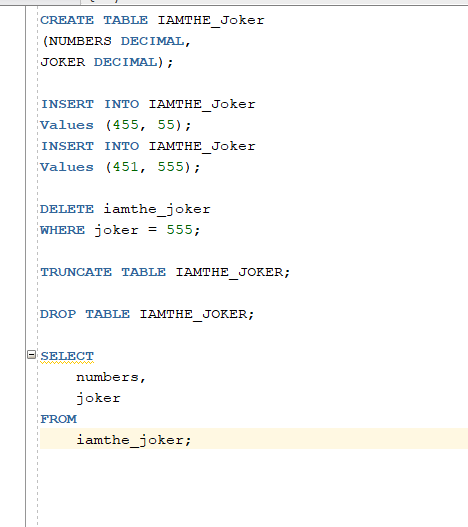 CREATE TABLE IAMTHE_Joker
(NUMBERS DECIMAL,
JOKER DECIMAL);
INSERT INTO IAMTHE_Joker
Values (455, 55);
INSERT INTO IAMTHE_Joker
Values (451, 555);
DELETE iamthe_joker
WHERE joker = 555;
TRUNCATE TABLE IAMTHE_JOKER;
DROP TABLE IAMTHE_JOKER;
SELECT
numbers,
joker
FROM
iamthe_joker;